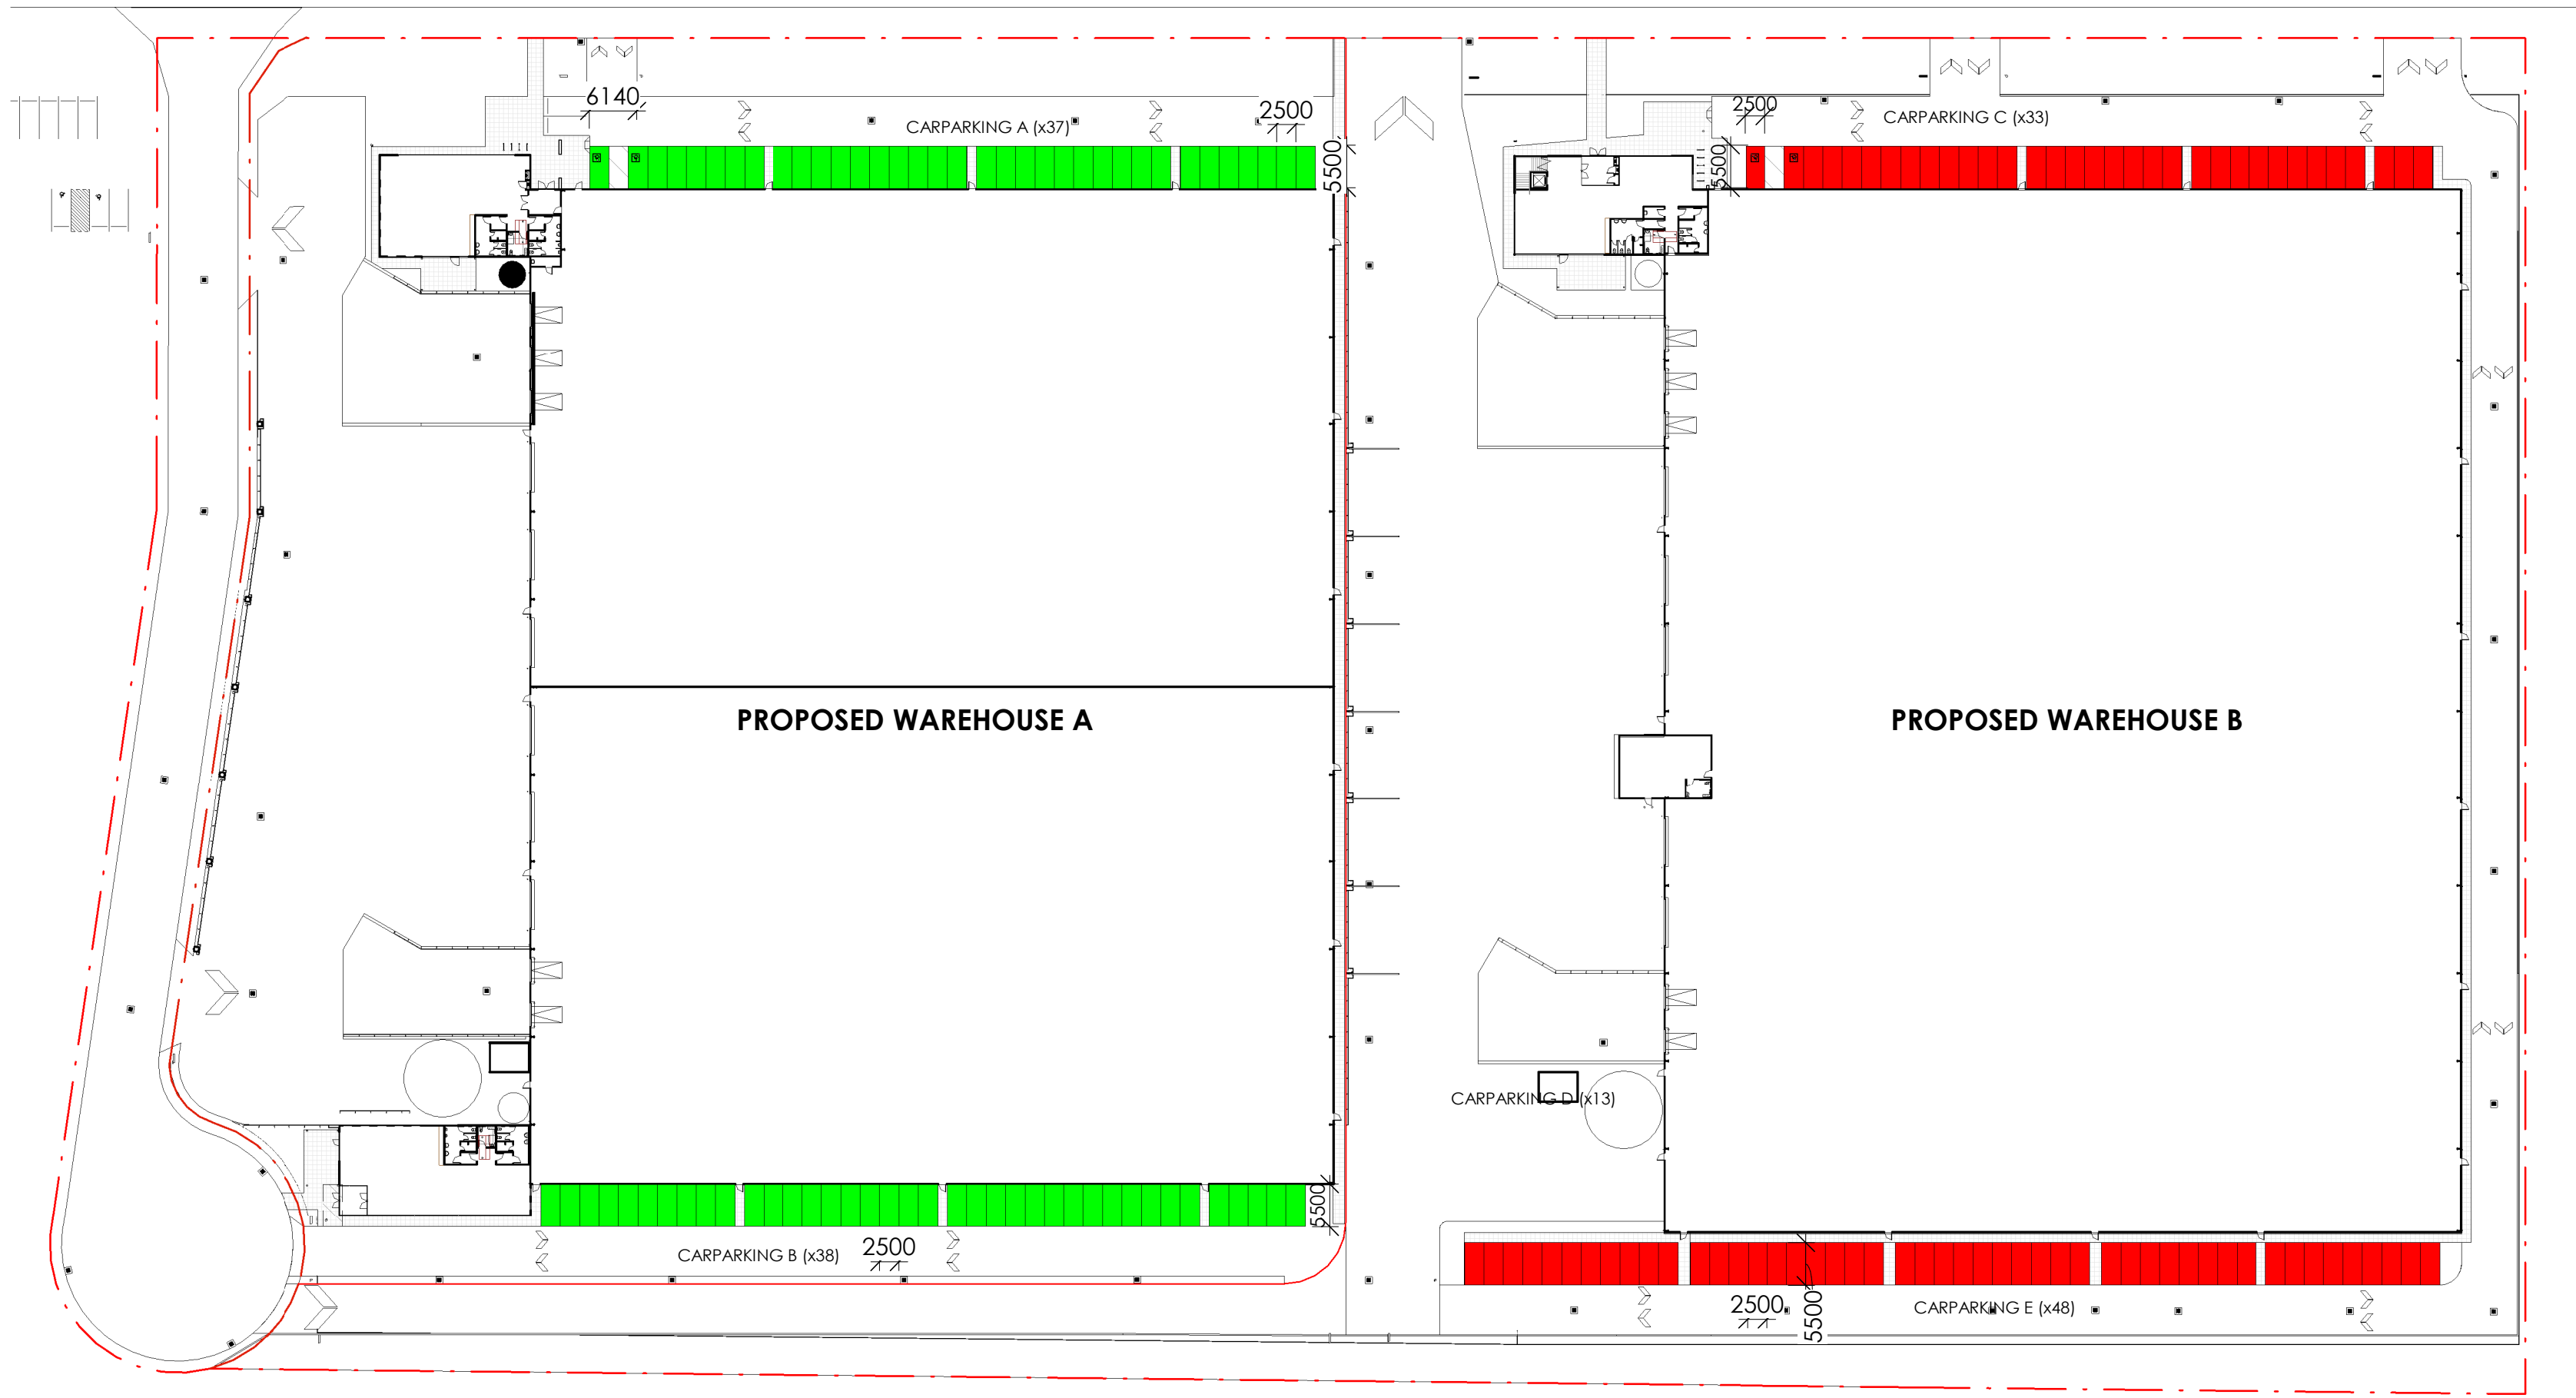 6140
2500
CARPARKING A (x37)
5500
2500
CARPARKING C (x33)
5500
PROPOSED WAREHOUSE A
PROPOSED WAREHOUSE B
CARPARKING D (x13)
5500
CARPARKING B (x38)
2500
2500
5500
CARPARKING E (x48)